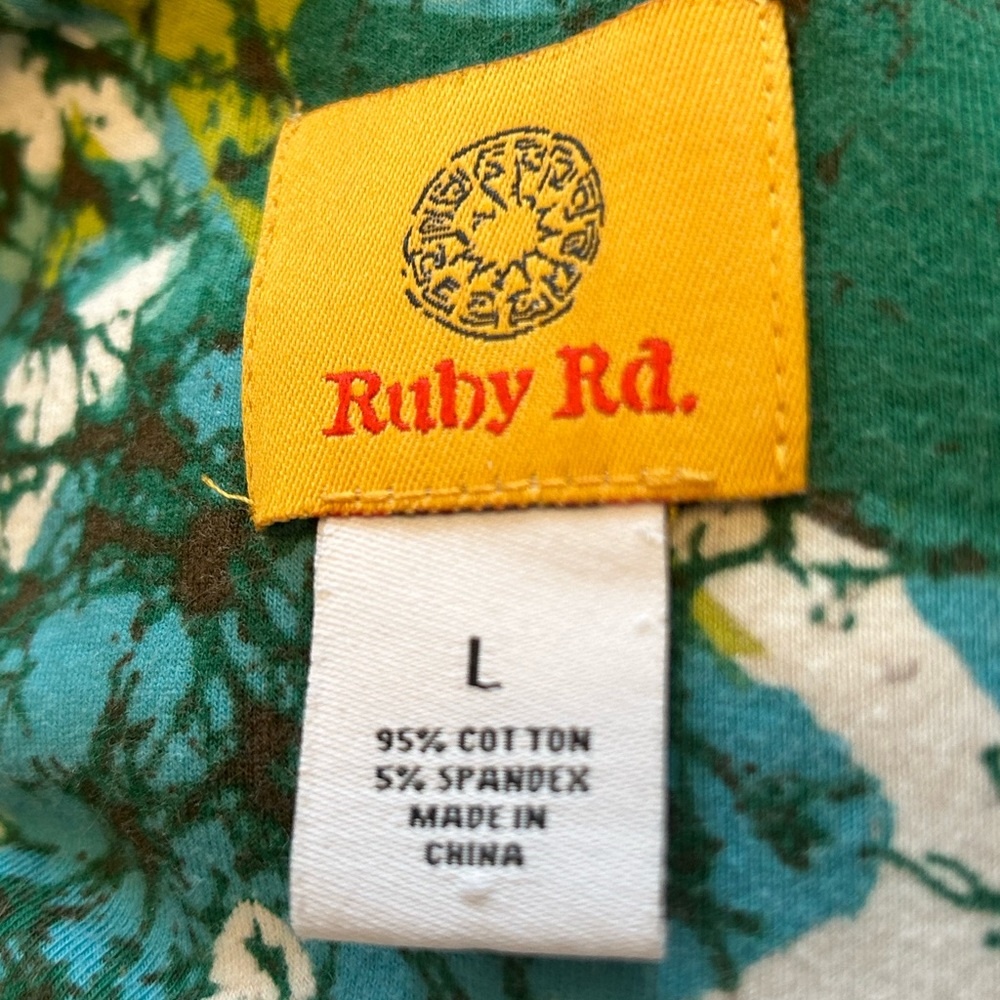 Ruby Rd.
L
95% COTTON
5% SPANDEX
MADE IN
CHINA